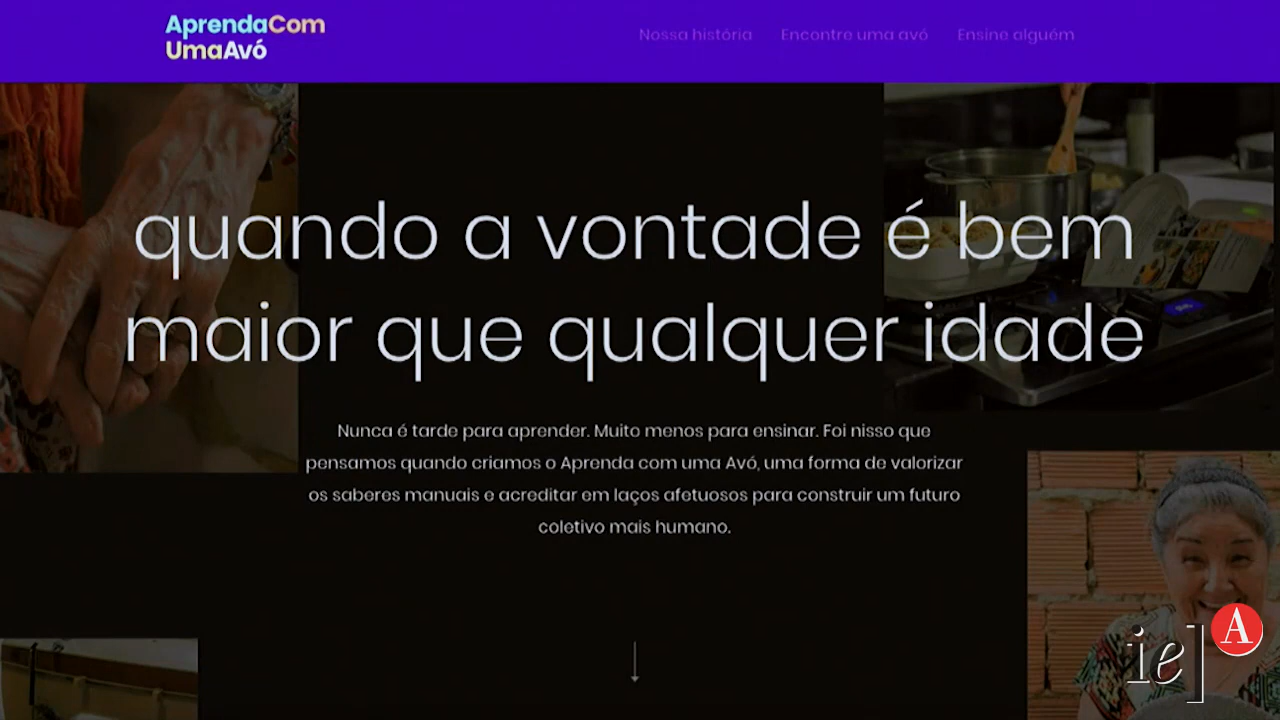 AprendaCom
UmaAvó
Nossa história Encontre uma avó Ensine alguém
quando a vontade é bem
maior que qualquer idade
Nunca é tarde para aprender. Muito menos para ensinar. Foi nisso que
pensamos quando criamos o Aprenda com uma Avó, uma forma de valorizar
os saberes manuais e acreditar em laços afetuosos para construir um futuro
coletivo mais humano.
ie]
A